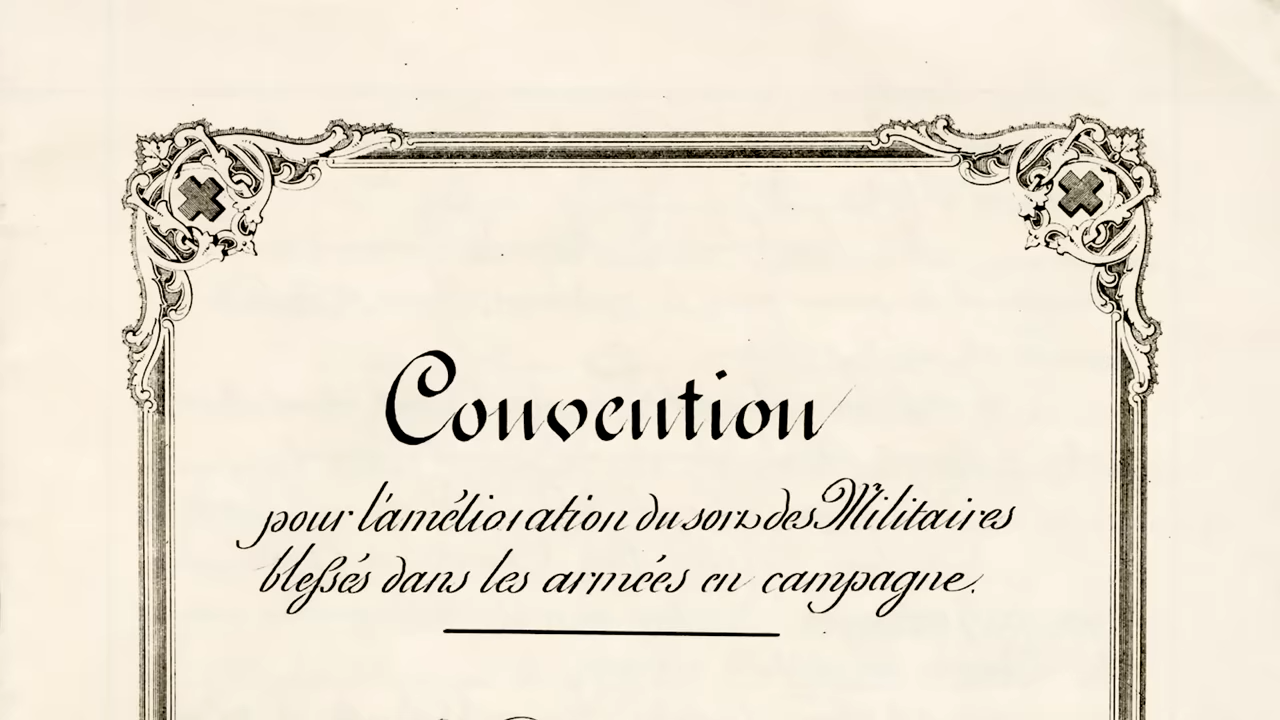 Convention
pour l'amélioration du sort des Militaires
blessés dans les armées en campagne.